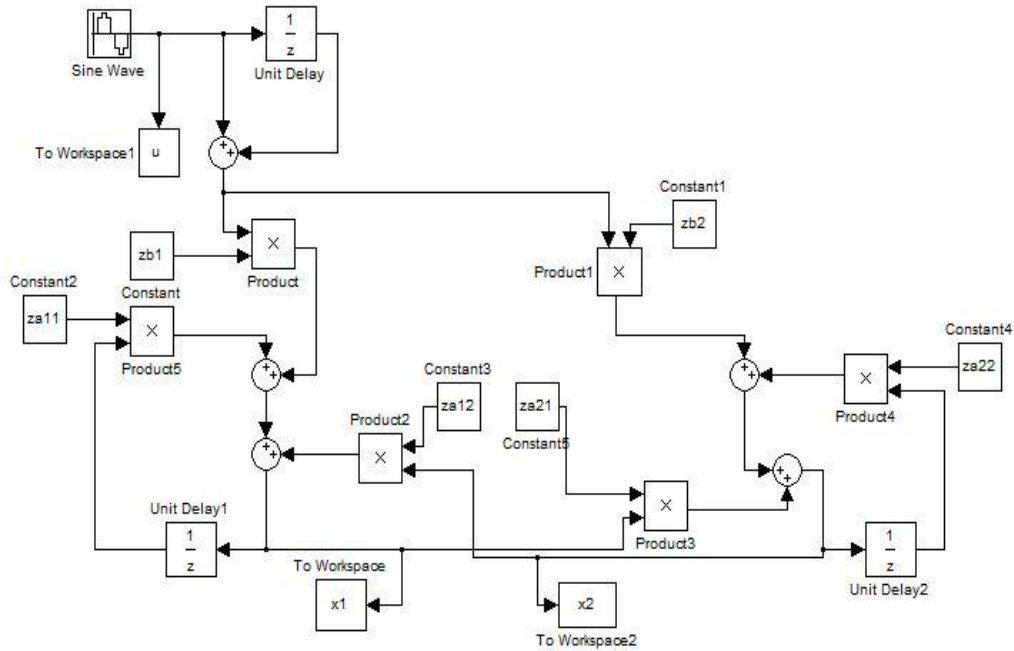 1
z
Sine Wave
Unit Delay
To Workspace1
u
+
+
Constant1
zb2
zb1
×
Product1
×
Constant2
Constant
Product
za11
×
Product5
Constant4
za22
+
+
Constant3
za12
za21
+
+
×
Product4
Product2
Constant5
+
+
×
+
+
×
Product3
Unit Delay1
1
z
1
z
Unit Delay2
To Workspace
x1
x2
To Workspace2